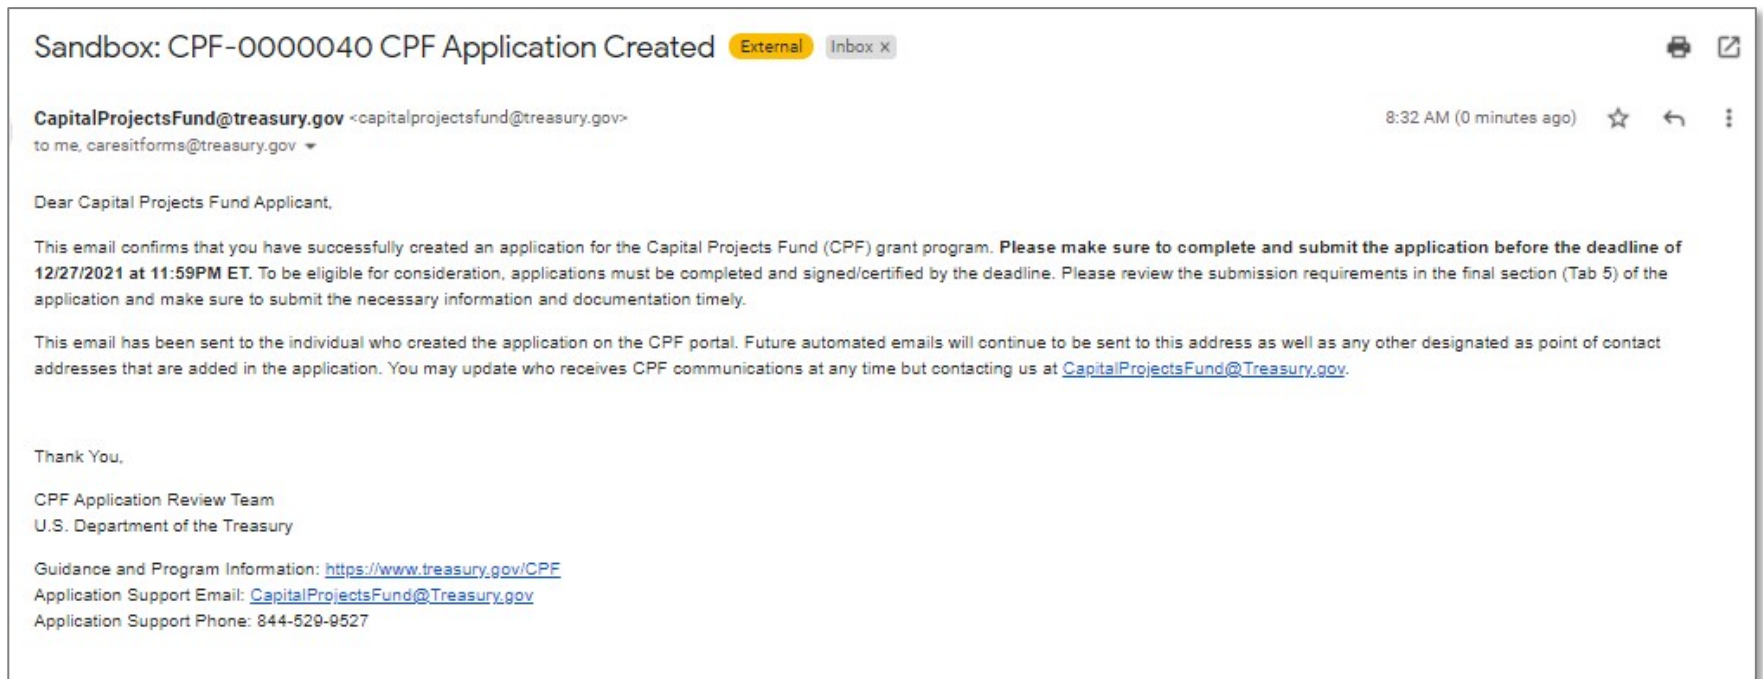 Sandbox: CPF-0000040 CPF Application Created External Inbox x
CapitalProjectsFund@treasury.gov <capitalprojectsfund@treasury.gov> 8:32 AM (0 minutes ago)
to me, caresitforms@treasury.gov
Dear Capital Projects Fund Applicant,
This email confirms that you have successfully created an application for the Capital Projects Fund (CPF) grant program. Please make sure to complete and submit the application before the deadline of
12/27/2021 at 11:59PM ET. To be eligible for consideration, applications must be completed and signed/certified by the deadline. Please review the submission requirements in the final section (Tab 5) of the
application and make sure to submit the necessary information and documentation timely.
This email has been sent to the individual who created the application on the CPF portal. Future automated emails will continue to be sent to this address as well as any other designated as point of contact
addresses that are added in the application. You may update who receives CPF communications at any time but contacting us at CapitalProjectsFund@Treasury.gov.
Thank You,
CPF Application Review Team
U.S. Department of the Treasury
Guidance and Program Information: https://www.treasury.gov/CPF
Application Support Email: CapitalProjectsFund@Treasury.gov
Application Support Phone: 844-529-9527